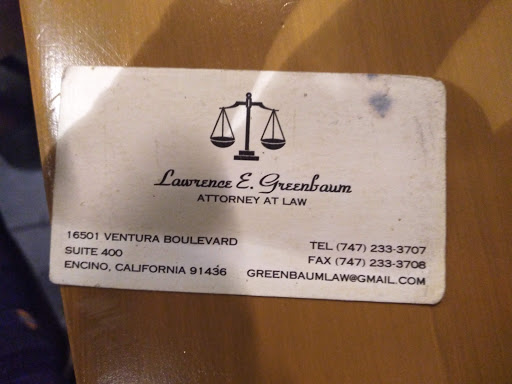 Lawrence E. Greenbaum
ATTORNEY AT LAW
16501 VENTURA BOULEVARD
SUITE 400
ENCINO, CALIFORNIA 91436
TEL (747) 233-3707
FAX (747) 233-3708
GREENBAUMLAW@GMAIL.COM